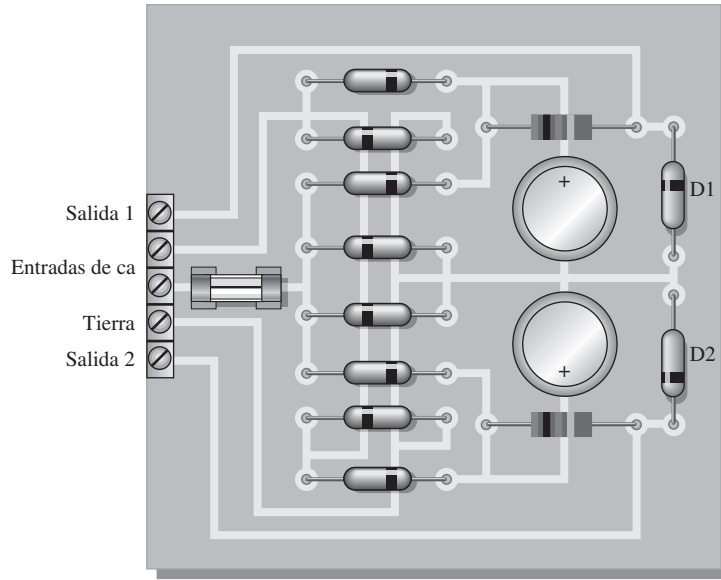 Salida 1
Entradas de ca
Tierra
Salida 2
D1
D2
+
+